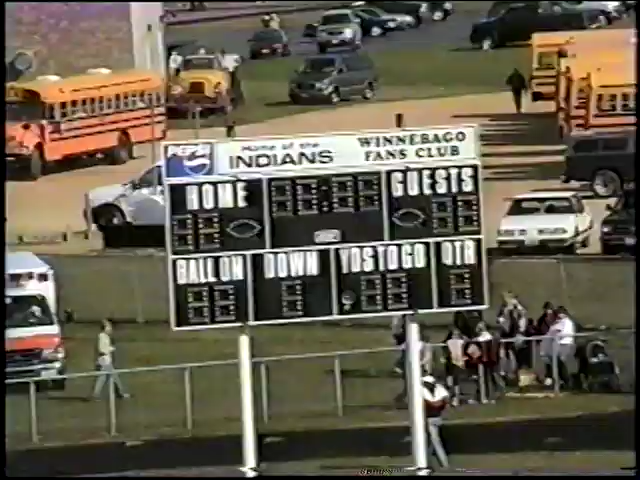 PEPSI
Home of the
INDIANS
WINNEBAGO
FANS CLUB
HOME
GUESTS
BALL ON
DOWN
YDS TO GO
QTR